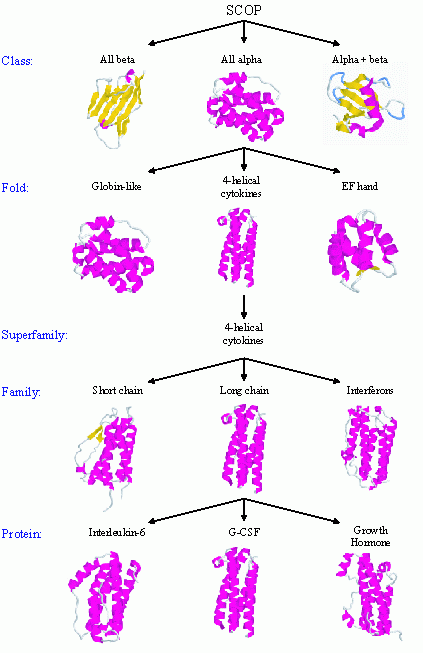 SCOP
Class: All beta All alpha Alpha + beta
Fold: Globin-like 4-helical cytokines EF hand
Superfamily: 4-helical cytokines
Family: Short chain Long chain Interferons
Protein: Interleukin-6 G-CSF Growth Hormone